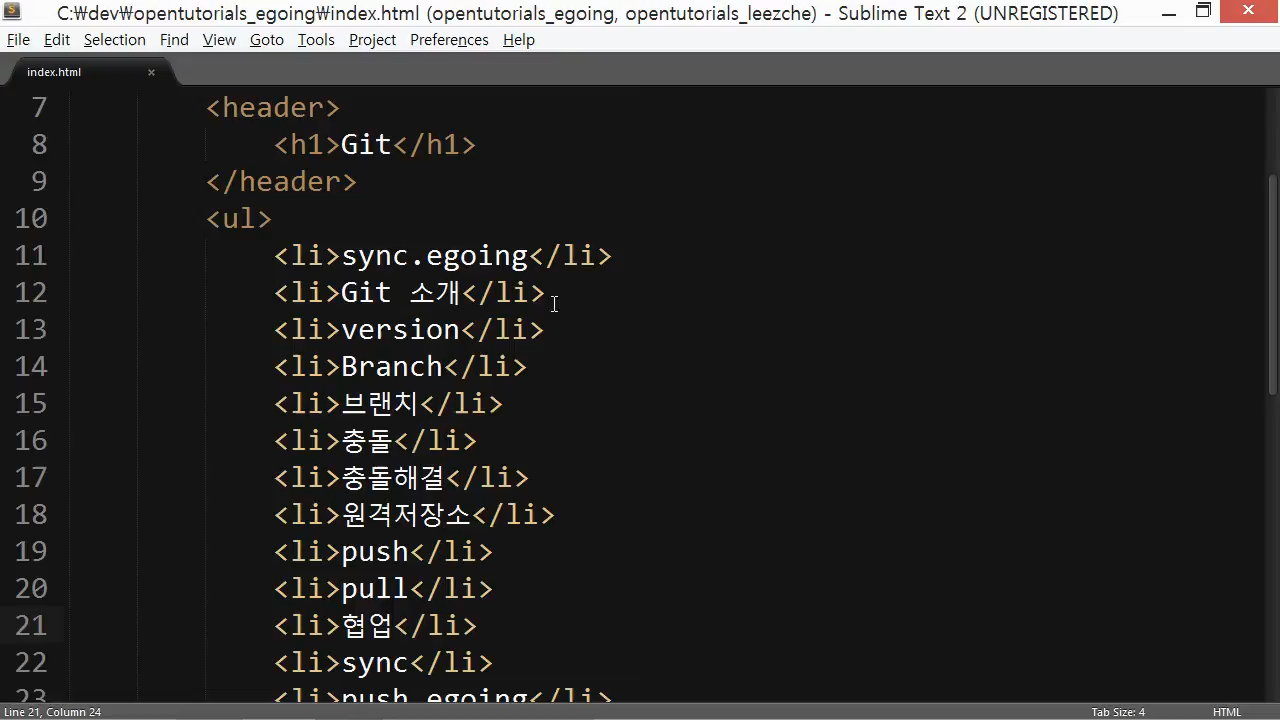 C:₩dev₩opentutorials_egoing₩index.html (opentutorials_egoing, opentutorials_leezche) - Sublime Text 2 (UNREGISTERED)
File Edit Selection Find View Goto Tools Project Preferences Help
index.html
7 <header>
8 <h1>Git</h1>
9 </header>
10 <ul>
11 <li>sync.egoing</li>
12 <li>Git 소개</li>
13 <li>version</li>
14 <li>Branch</li>
15 <li>브랜치</li>
16 <li>충돌</li>
17 <li>충돌해결</li>
18 <li>원격저장소</li>
19 <li>push</li>
20 <li>pull</li>
21 <li>협업</li>
22 <li>sync</li>
23 <li>push egoing</li>
Line 21, Column 24 Tab Size: 4 HTML